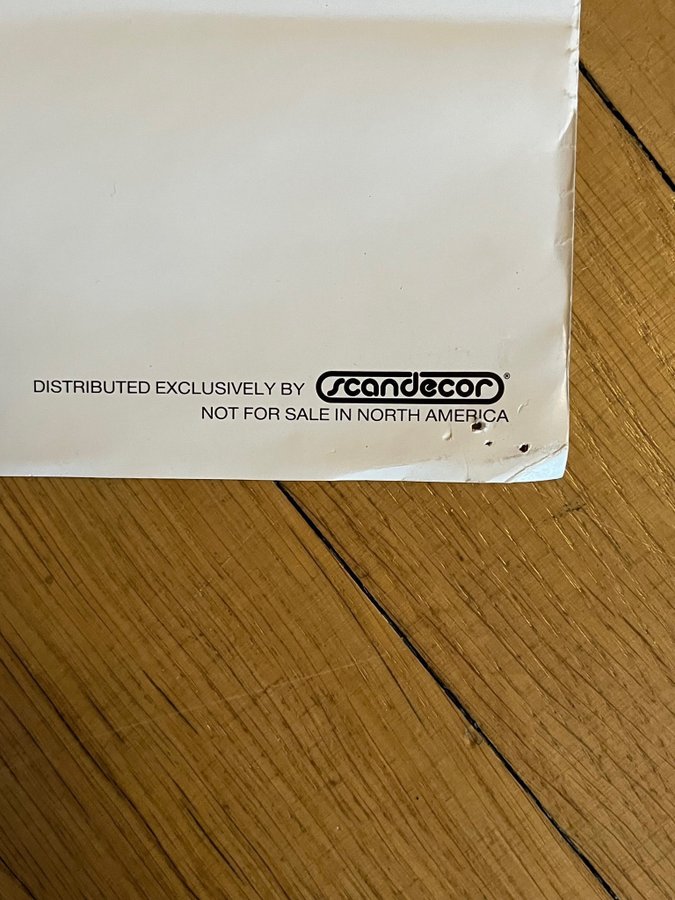 DISTRIBUTED EXCLUSIVELY BY scandecor®
NOT FOR SALE IN NORTH AMERICA